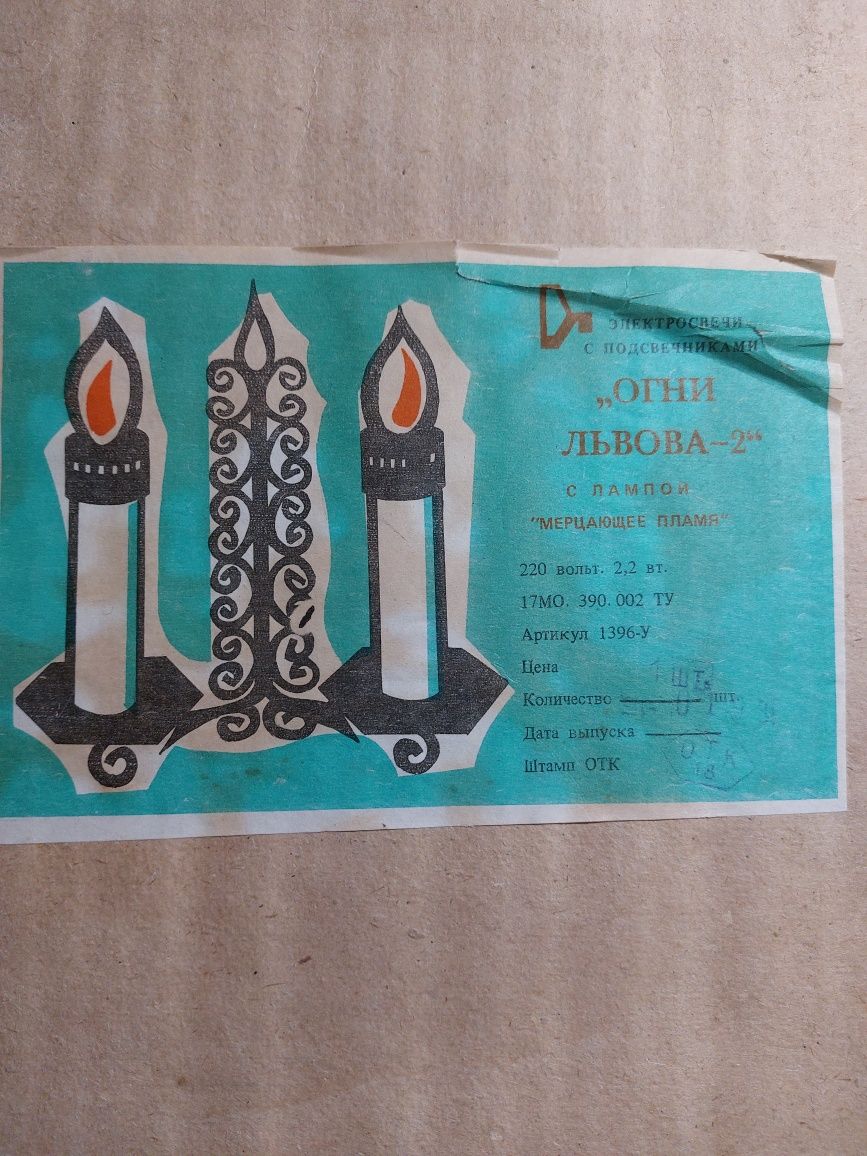 ЭЛЕКТРОСВЕЧИ
С ПОДСВЕЧНИКАМИ
„ОГНИ
ЛЬВОВА–2“
С ЛАМПОЙ
"МЕРЦАЮЩЕЕ ПЛАМЯ"
220 вольт. 2,2 вт.
17МО. 390. 002 ТУ
Артикул 1396-У
Цена
Количество шт.
Дата выпуска
Штамп ОТК